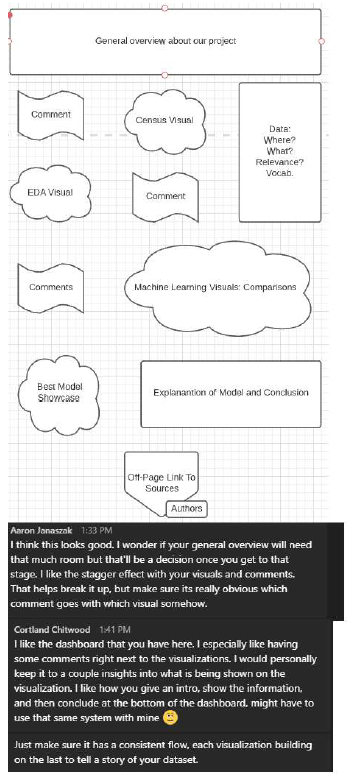 General overview about our project
Comment
Census Visual
Data:
Where?
What?
Relevance?
Vocab.
EDA Visual
Comment
Comments
Machine Learning Visuals: Comparisons
Best Model
Showcase
Explanantion of Model and Conclusion
Off-Page Link To
Sources
Authors
Aaron Janaszak 1:33 PM
I think this looks good. I wonder if your general overview will need
that much room but that'll be a decision once you get to that
stage. I like the stagger effect with your visuals and comments.
That helps break it up, but make sure its really obvious which
comment goes with which visual somehow.
Cortland Chitwood 1:41 PM
I like the dashboard that you have here. I especially like having
some comments right next to the visualizations. I would personally
keep it to a couple insights into what is being shown on the
visualization. I like how you give an intro, show the information,
and then conclude at the bottom of the dashboard. might have to
use that same system with mine
Just make sure it has a consistent flow, each visualization building
on the last to tell a story of your dataset.